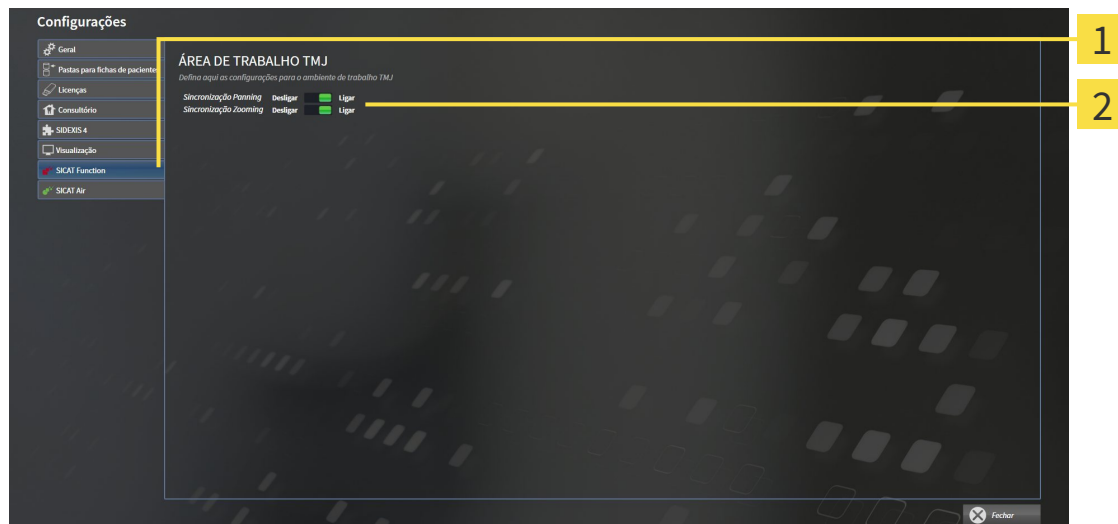 Configurações
Geral
Pastas para fichas de pacientes
Licenças
Consultório
SIDEXIS 4
Visualização
SICAT Function
SICAT Air
ÁREA DE TRABALHO TMJ
Defina aqui as configurações para o ambiente de trabalho TMJ
Sincronização Panning Desligar Ligar
Sincronização Zooming Desligar Ligar
1
2
Fechar